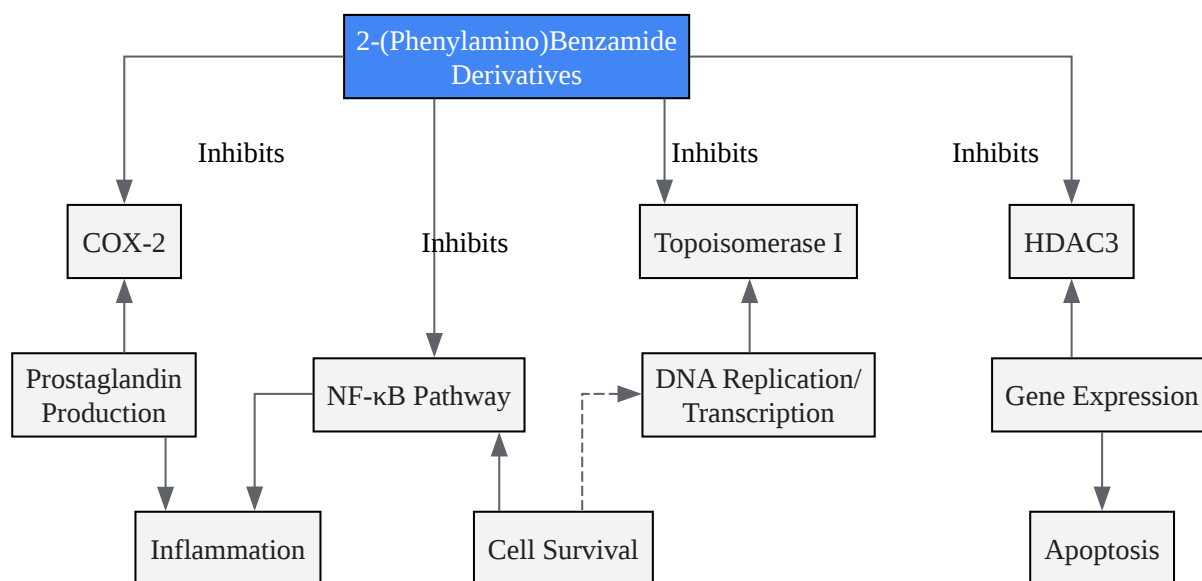 2-(Phenylamino)Benzamide
Derivatives
Inhibits
Inhibits
Inhibits
COX-2
Inhibits
Topoisomerase I
HDAC3
Prostaglandin
Production
NF-κB Pathway
DNA Replication/
Transcription
Gene Expression
Inflammation
Cell Survival
Apoptosis